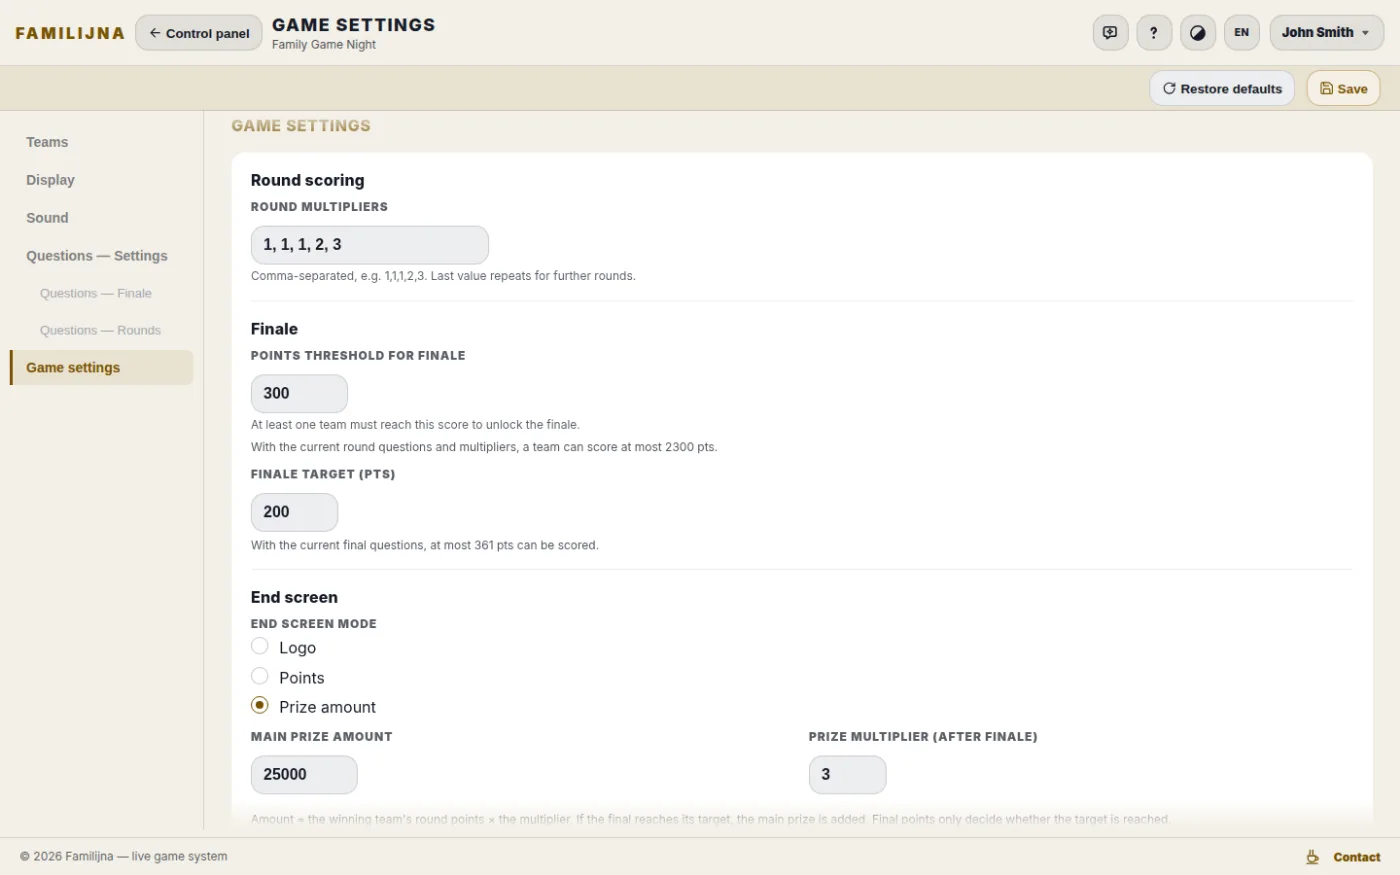 FAMILIJNA
Control panel
GAME SETTINGS
Family Game Night
?
EN
John Smith
Restore defaults
Save
Teams
Display
Sound
Questions — Settings
Questions — Finale
Questions — Rounds
Game settings
GAME SETTINGS
Round scoring
ROUND MULTIPLIERS
1, 1, 1, 2, 3
Comma-separated, e.g. 1,1,1,2,3. Last value repeats for further rounds.
Finale
POINTS THRESHOLD FOR FINALE
300
At least one team must reach this score to unlock the finale.
With the current round questions and multipliers, a team can score at most 2300 pts.
FINALE TARGET (PTS)
200
With the current final questions, at most 361 pts can be scored.
End screen
END SCREEN MODE
Logo
Points
Prize amount
MAIN PRIZE AMOUNT
25000
PRIZE MULTIPLIER (AFTER FINALE)
3
Amount = the winning team's round points × the multiplier. If the final reaches its target, the main prize is added. Final points only decide whether the target is reached.
© 2026 Familijna — live game system
Contact